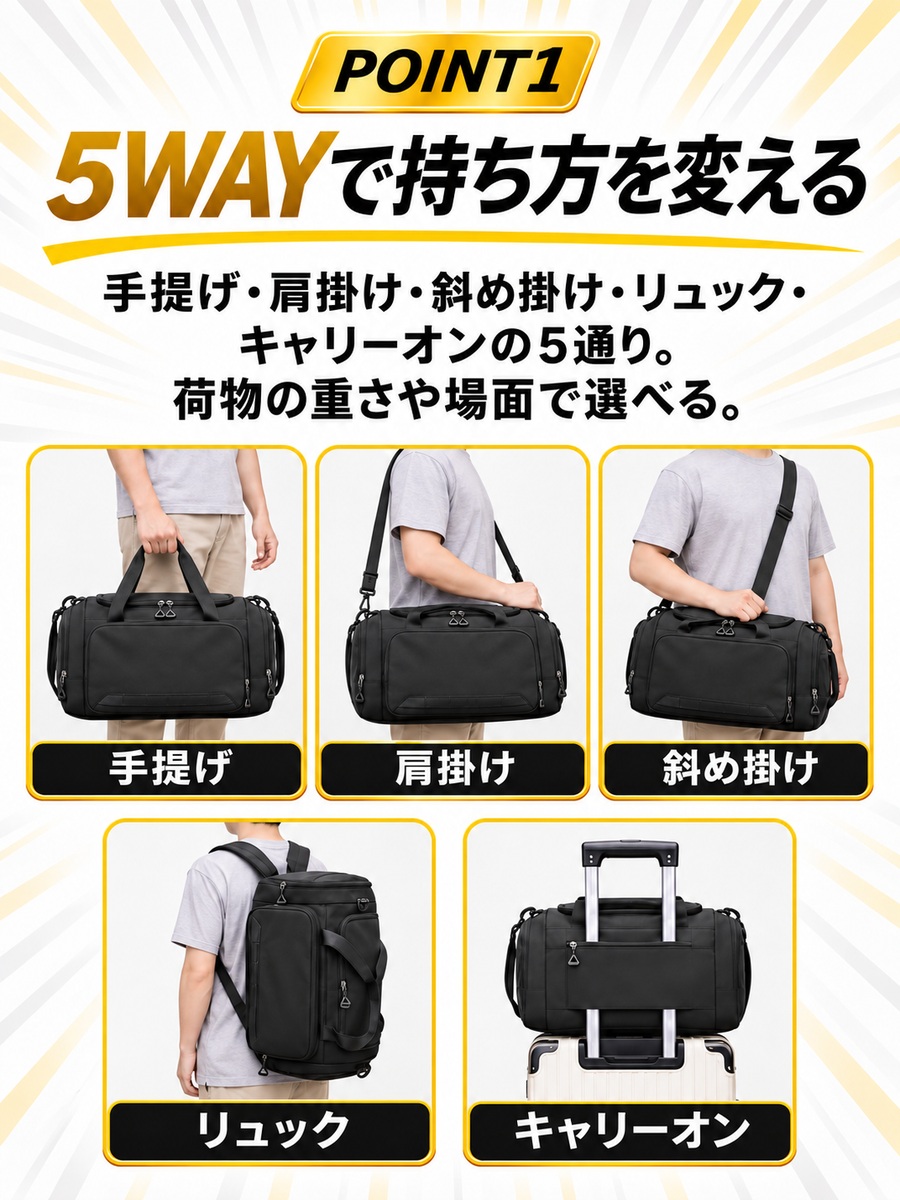 POINT1
5WAYで持ち方を変える
手提げ・肩掛け・斜め掛け・リュック・
キャリーオンの5通り。
荷物の重さや場面で選べる。
手提げ
肩掛け
斜め掛け
リュック
キャリーオン